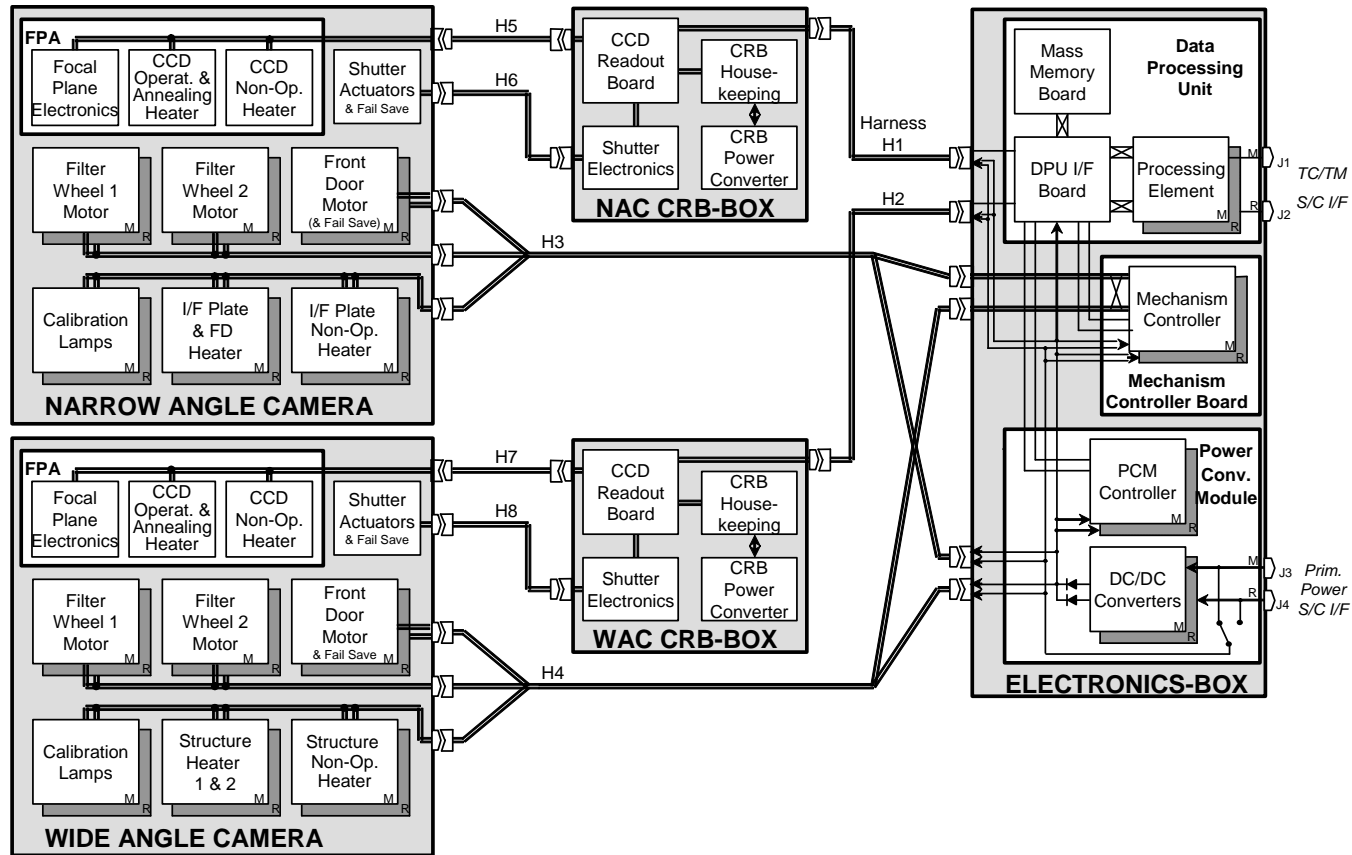 FPA
Focal
Plane
Electronics
CCD
Operat. &
Annealing
Heater
CCD
Non-Op.
Heater
Shutter
Actuators
& Fail Save
Filter
Wheel 1
Motor
M
R
Filter
Wheel 2
Motor
M
R
Front
Door
Motor
(& Fail Save)
M
R
Calibration
Lamps
M
R
I/F Plate
& FD
Heater
M
R
I/F Plate
Non-Op.
Heater
M
R
NARROW ANGLE CAMERA
H5
H6
H3
CCD
Readout
Board
CRB
House-
keeping
Shutter
Electronics
CRB
Power
Converter
NAC CRB-BOX
Harness
H1
H2
Mass
Memory
Board
Data
Processing
Unit
DPU I/F
Board
Processing
Element
M
R
M
J1
R
J2
TC/TM
S/C I/F
Mechanism
Controller
M
R
Mechanism
Controller Board
Power
Conv.
Module
PCM
Controller
M
R
DC/DC
Converters
M
R
M
J3
R
J4
Prim.
Power
S/C I/F
ELECTRONICS-BOX
FPA
Focal
Plane
Electronics
CCD
Operat. &
Annealing
Heater
CCD
Non-Op.
Heater
Shutter
Actuators
& Fail Save
Filter
Wheel 1
Motor
M
R
Filter
Wheel 2
Motor
M
R
Front
Door
Motor
& Fail Save
M
R
Calibration
Lamps
M
R
Structure
Heater
1 & 2
M
R
Structure
Non-Op.
Heater
M
R
WIDE ANGLE CAMERA
H7
H8
H4
CCD
Readout
Board
CRB
House-
keeping
Shutter
Electronics
CRB
Power
Converter
WAC CRB-BOX